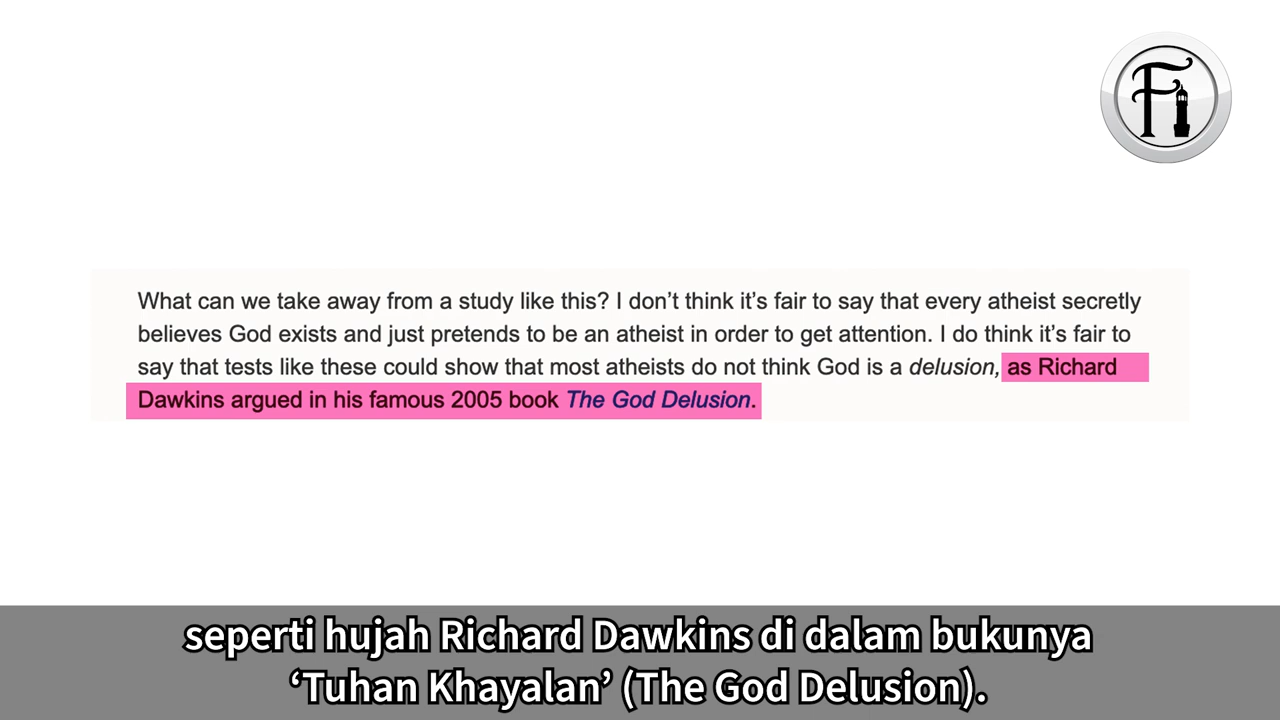 Fi
What can we take away from a study like this? I don’t think it’s fair to say that every atheist secretly
believes God exists and just pretends to be an atheist in order to get attention. I do think it’s fair to
say that tests like these could show that most atheists do not think God is a delusion, as Richard
Dawkins argued in his famous 2005 book The God Delusion.
seperti hujah Richard Dawkins di dalam bukunya
‘Tuhan Khayalan’ (The God Delusion).